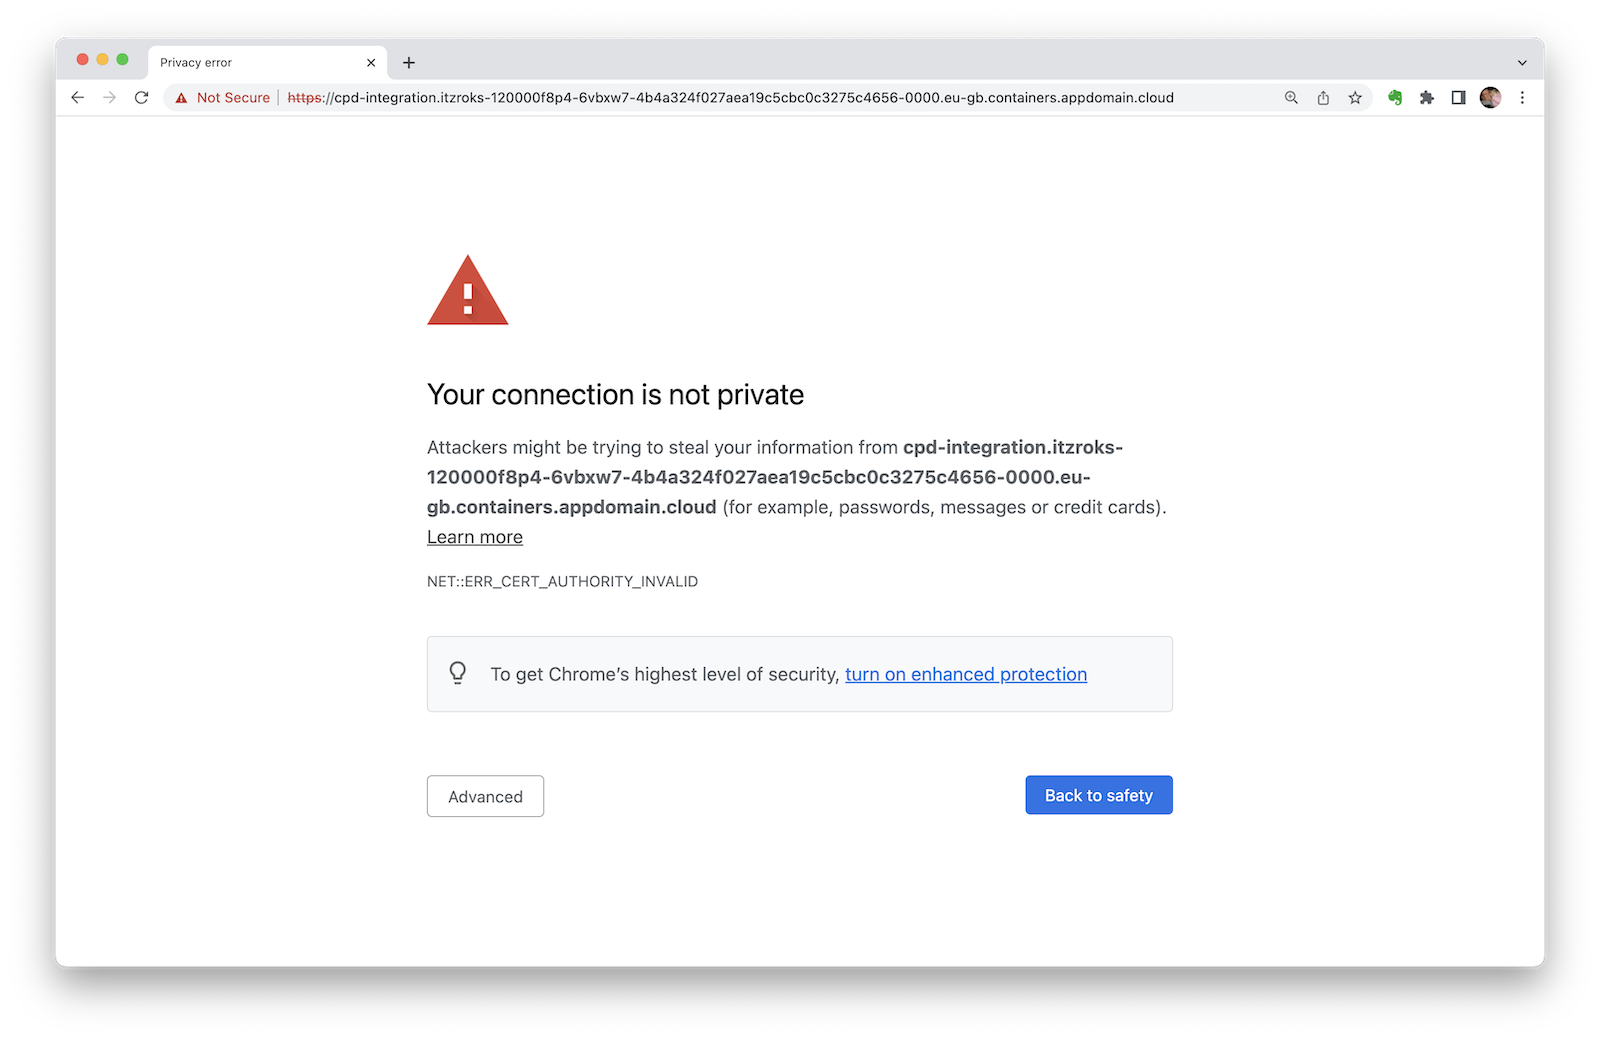 Privacy error
Not Secure https://cpd-integration.itzroks-120000f8p4-6vbxw7-4b4a324f027aea19c5cbc0c3275c4656-0000.eu-gb.containers.appdomain.cloud
Your connection is not private
Attackers might be trying to steal your information from cpd-integration.itzroks-
120000f8p4-6vbxw7-4b4a324f027aea19c5cbc0c3275c4656-0000.eu-
gb.containers.appdomain.cloud (for example, passwords, messages or credit cards).
Learn more
NET::ERR_CERT_AUTHORITY_INVALID
To get Chrome’s highest level of security, turn on enhanced protection
Advanced
Back to safety